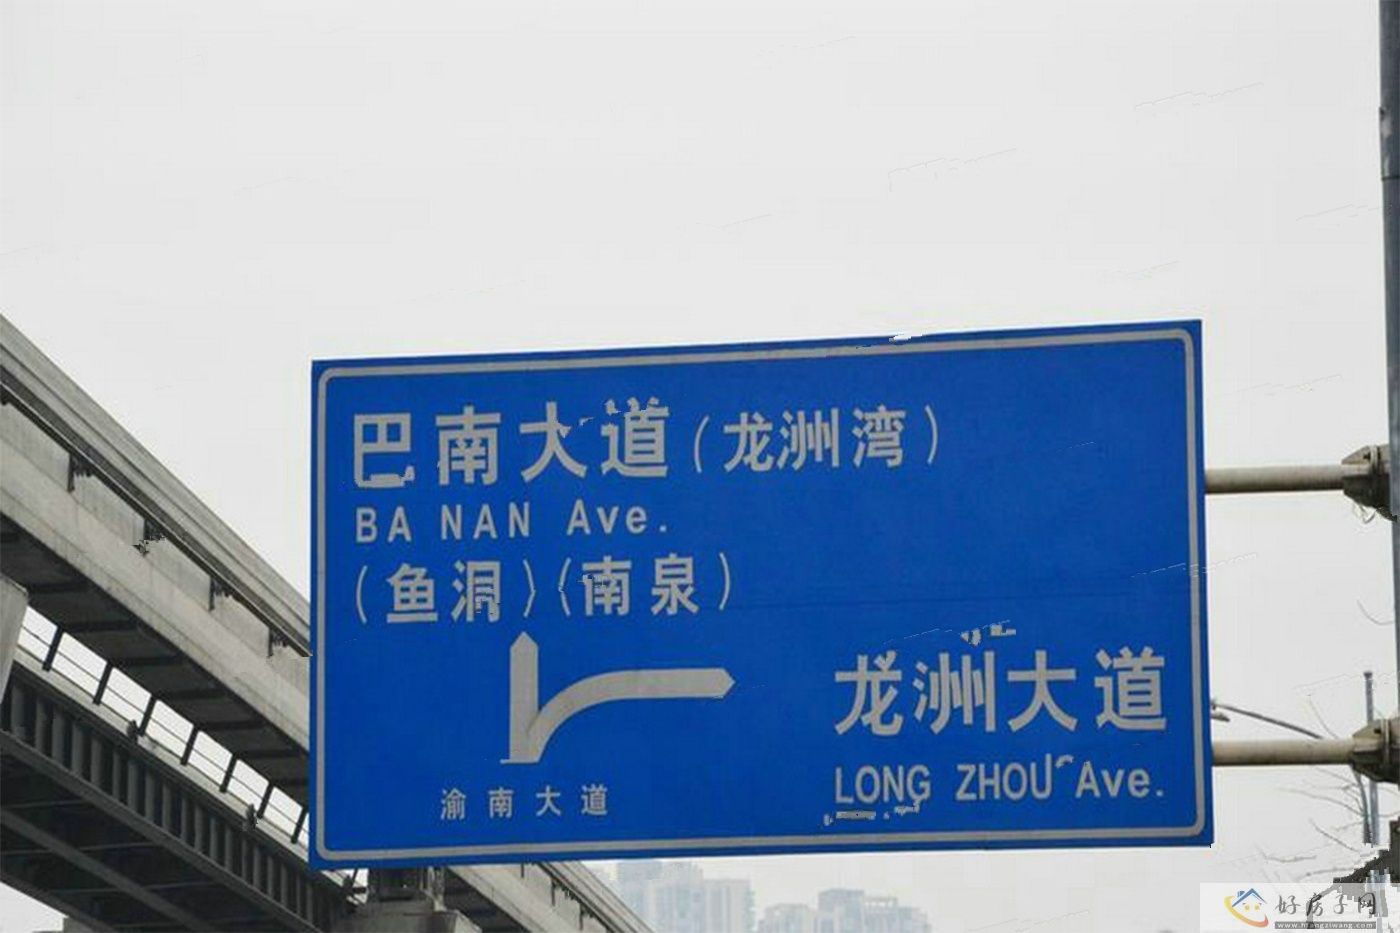 巴南大道（龙洲湾）
BA NAN Ave.
（鱼洞）（南泉）
龙洲大道
LONG ZHOU Ave.
渝南大道
好房子网